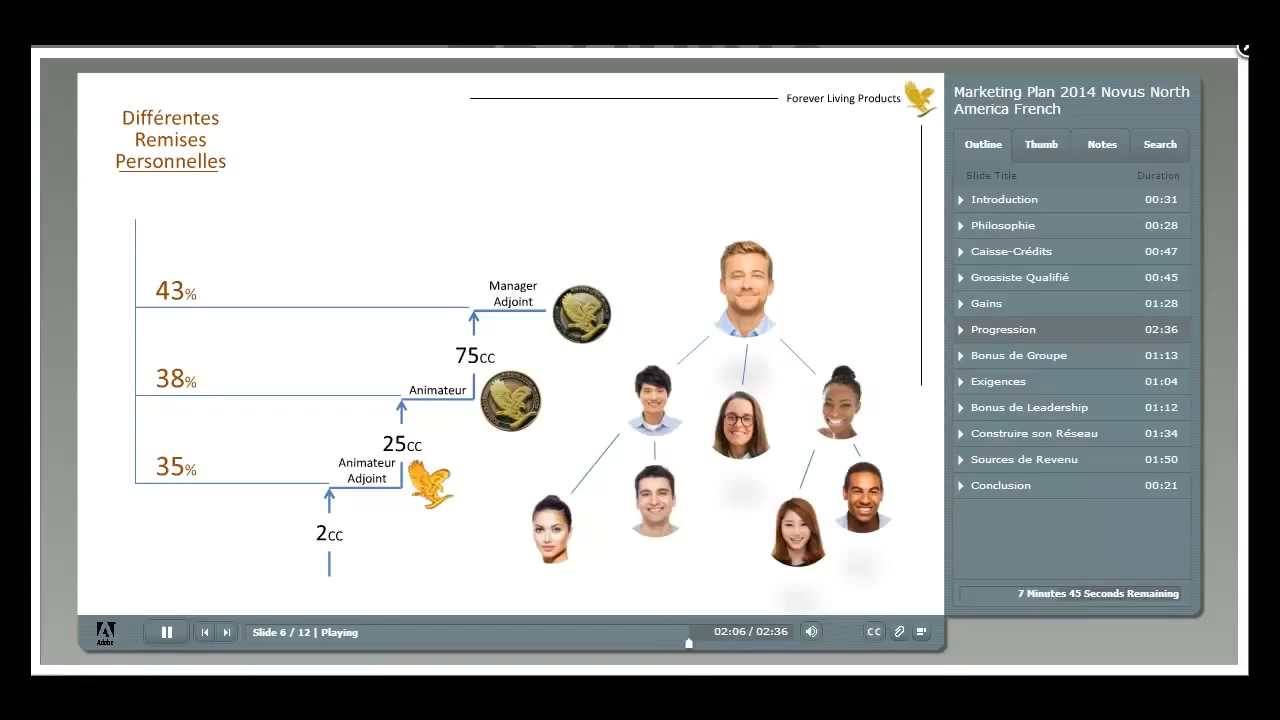 Différentes
Remises
Personnelles
Forever Living Products
43%
Manager
Adjoint
75CC
38%
Animateur
25CC
35%
Animateur
Adjoint
2CC
Marketing Plan 2014 Novus North
America French
Outline Thumb Notes Search
Slide Title Duration
Introduction 00:31
Philosophie 00:28
Caisse-Crédits 00:47
Grossiste Qualifié 00:45
Gains 01:28
Progression 02:36
Bonus de Groupe 01:13
Exigences 01:04
Bonus de Leadership 01:12
Construire son Réseau 01:34
Sources de Revenu 01:50
Conclusion 00:21
7 Minutes 45 Seconds Remaining
Adobe
Slide 6 / 12 | Playing
02:06 / 02:36
CC